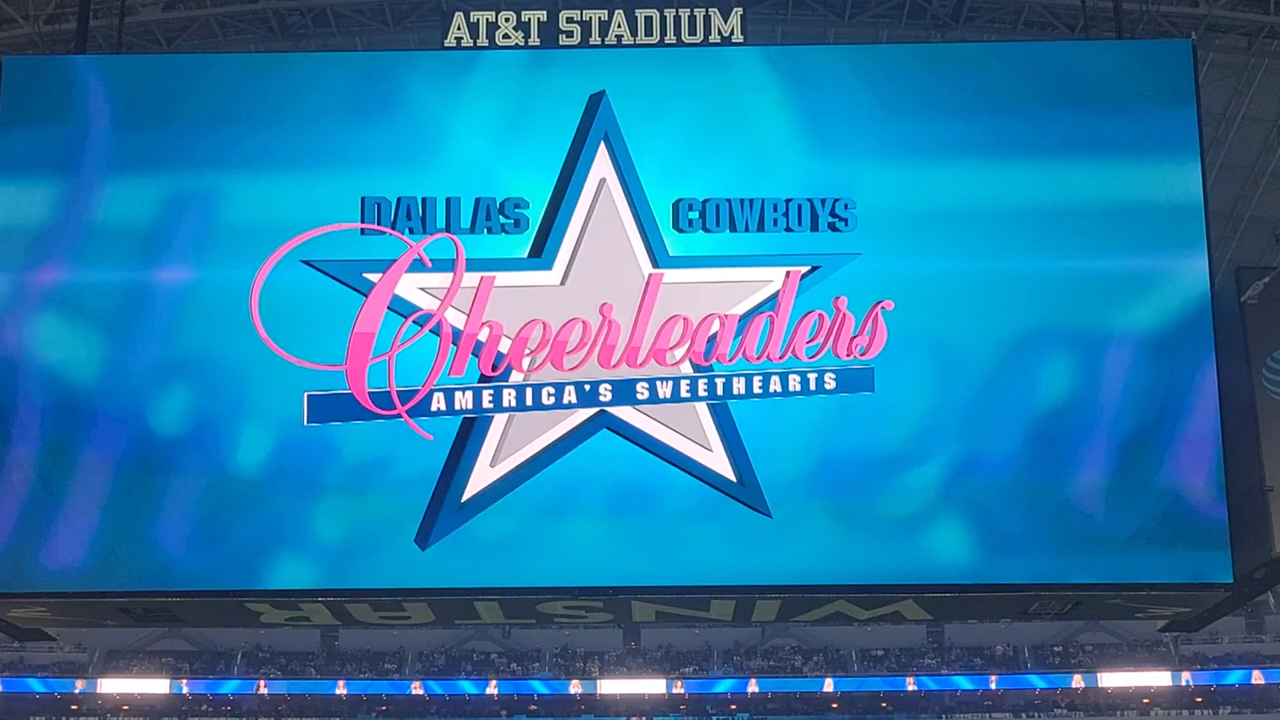 AT&T STADIUM
DALLAS COWBOYS
Cheerleaders
AMERICA'S SWEETHEARTS
WINSTAR